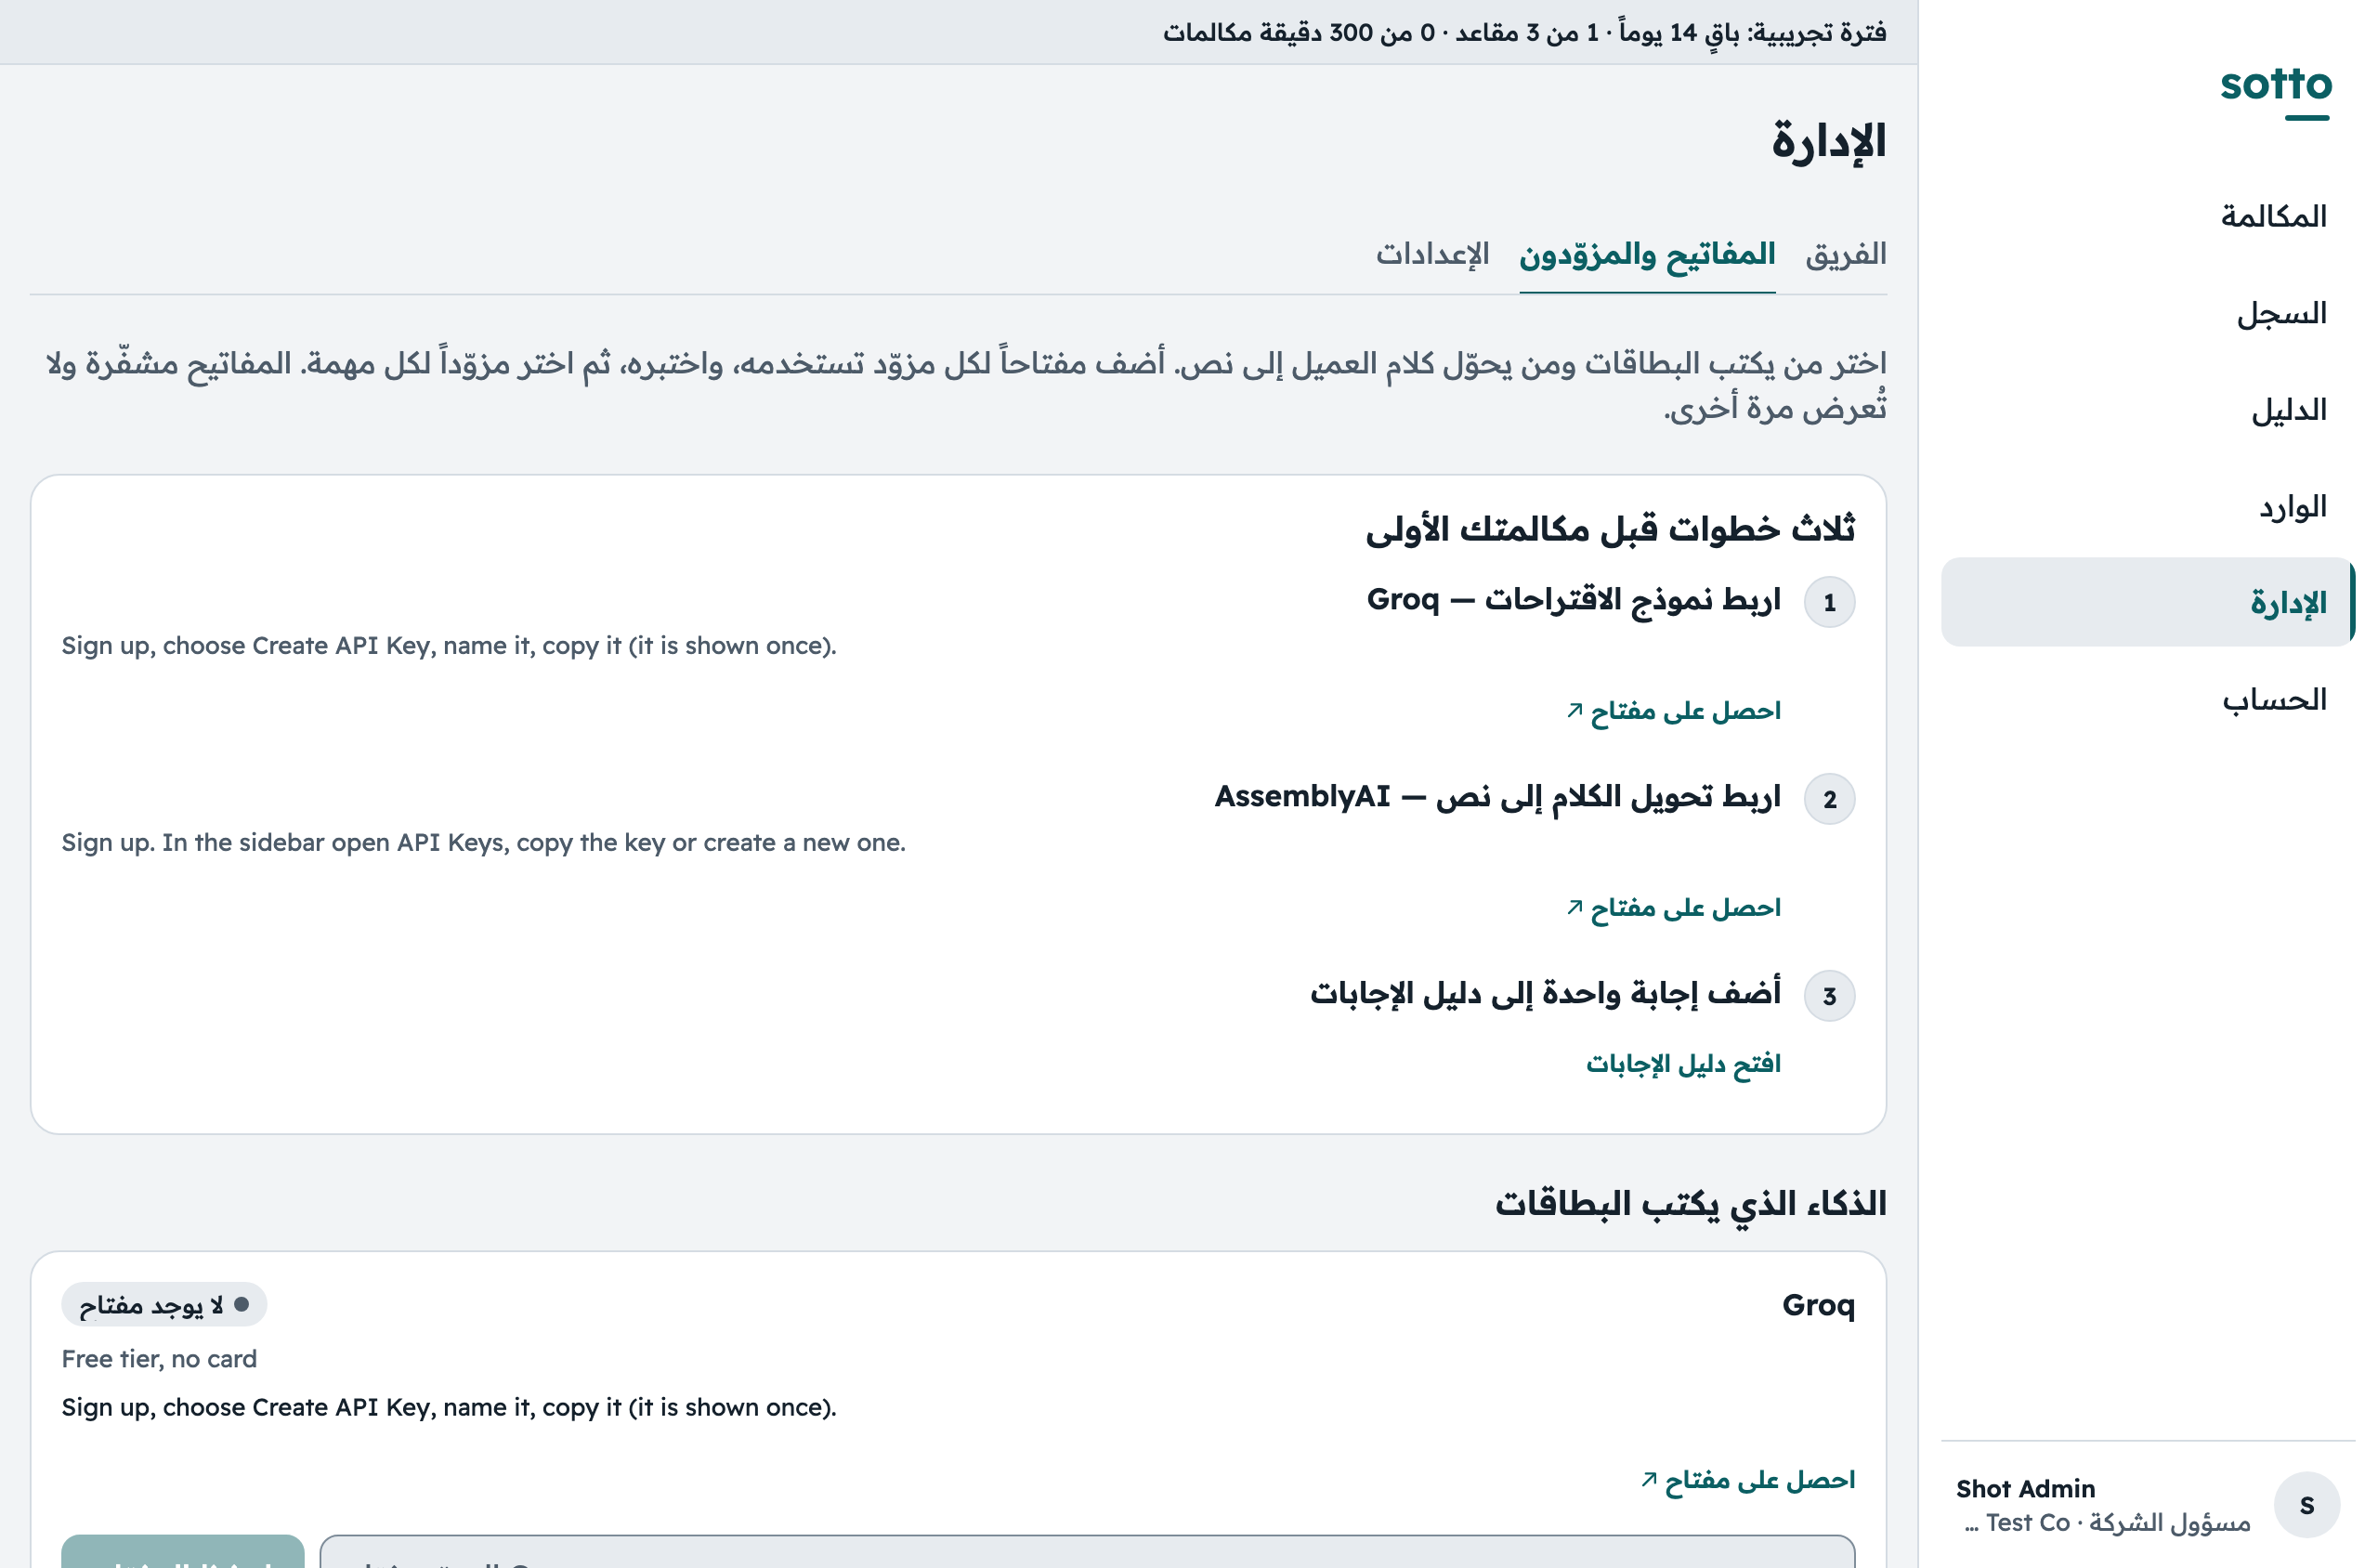 فترة تجريبية: باقٍ 14 يوماً · 1 من 3 مقاعد · 0 من 300 دقيقة مكالمات
sotto
المكالمة
السجل
الدليل
الوارد
الإدارة
الحساب
Shot Admin
مسؤول الشركة · Test Co ...
S
الإدارة
الفريق
المفاتيح والمزوّدون
الإعدادات
اختر من يكتب البطاقات ومن يحوّل كلام العميل إلى نص. أضف مفتاحاً لكل مزوّد تستخدمه، واختبره، ثم اختر مزوّداً لكل مهمة. المفاتيح مشفّرة ولا
تُعرض مرة أخرى.
ثلاث خطوات قبل مكالمتك الأولى
1 اربط نموذج الاقتراحات — Groq
Sign up, choose Create API Key, name it, copy it (it is shown once).
احصل على مفتاح ↗
2 اربط تحويل الكلام إلى نص — AssemblyAI
Sign up. In the sidebar open API Keys, copy the key or create a new one.
احصل على مفتاح ↗
3 أضف إجابة واحدة إلى دليل الإجابات
افتح دليل الإجابات
الذكاء الذي يكتب البطاقات
Groq
لا يوجد مفتاح
Free tier, no card
Sign up, choose Create API Key, name it, copy it (it is shown once).
احصل على مفتاح ↗